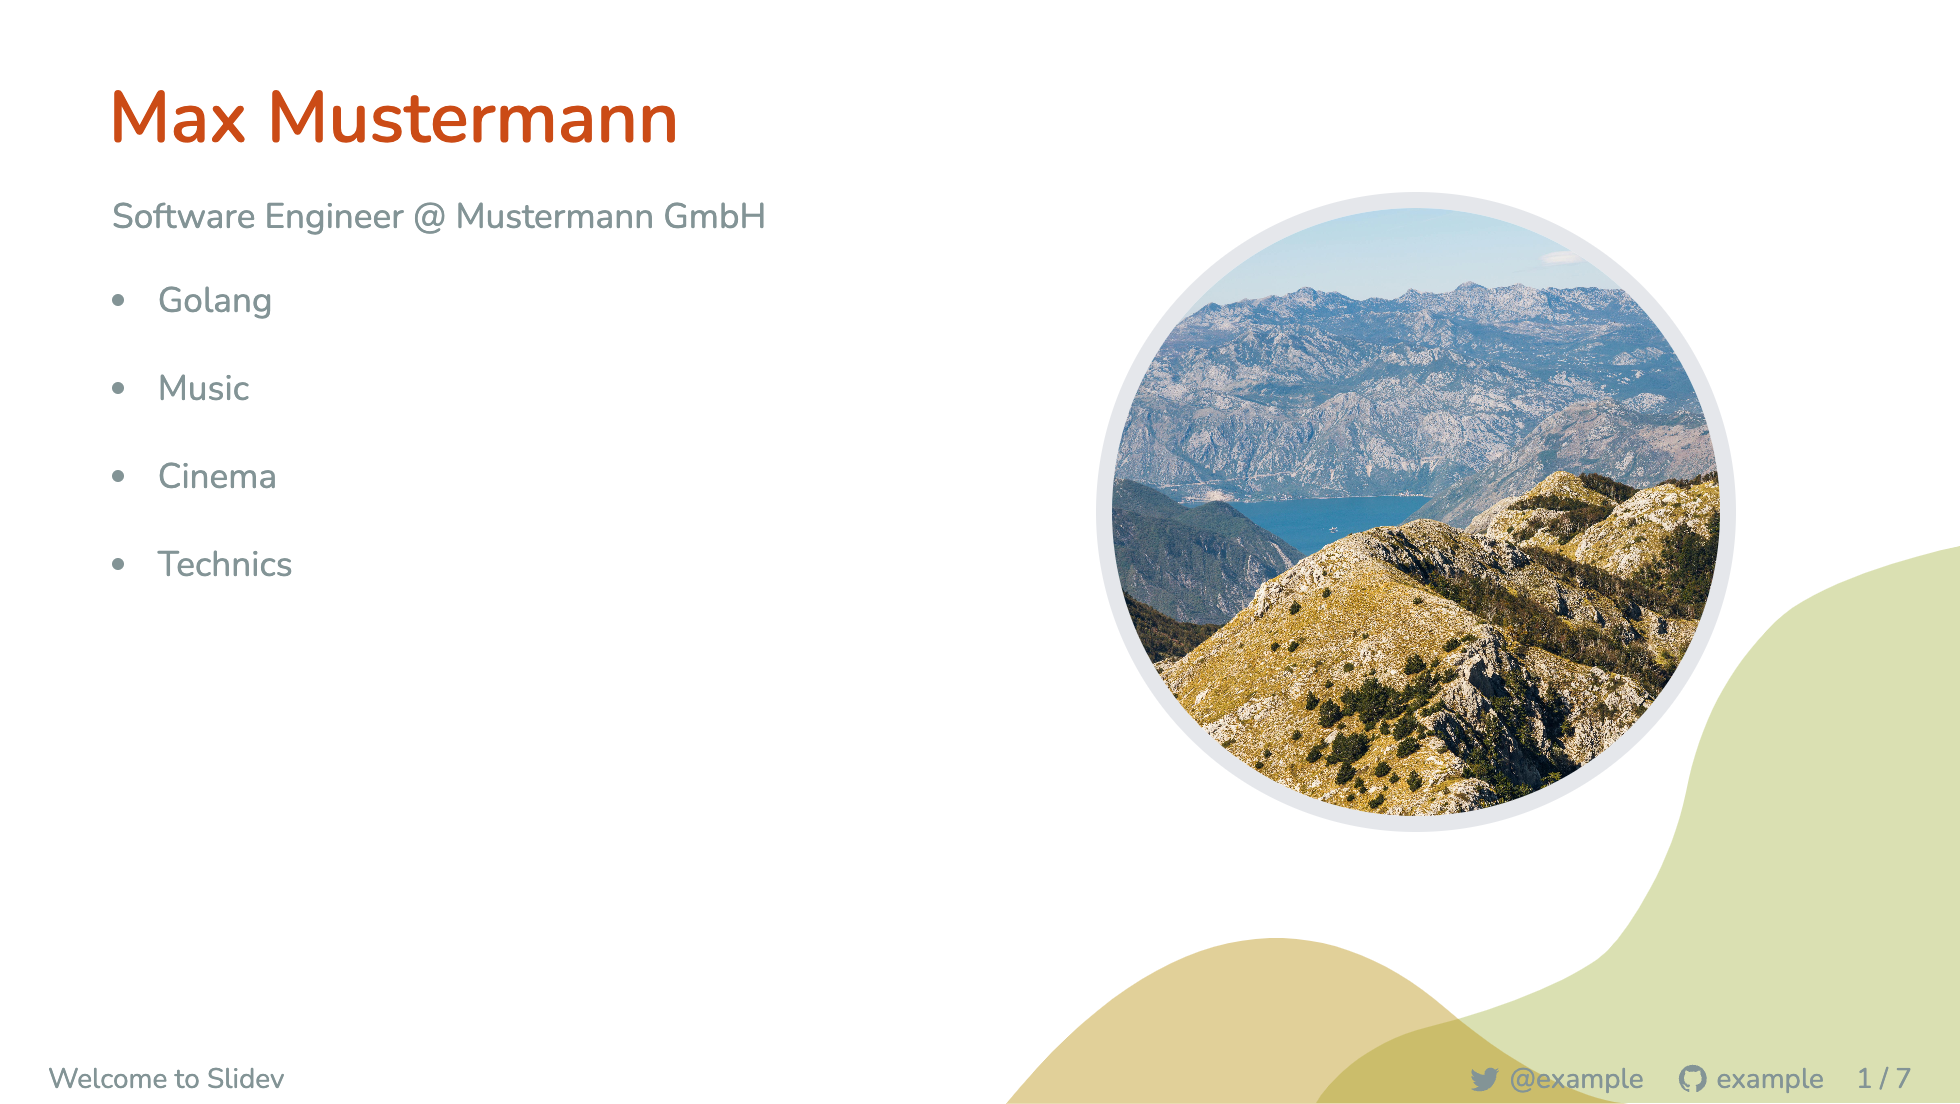 Max Mustermann
Software Engineer @ Mustermann GmbH
• Golang
• Music
• Cinema
• Technics
Welcome to Slidev
@example example 1 / 7